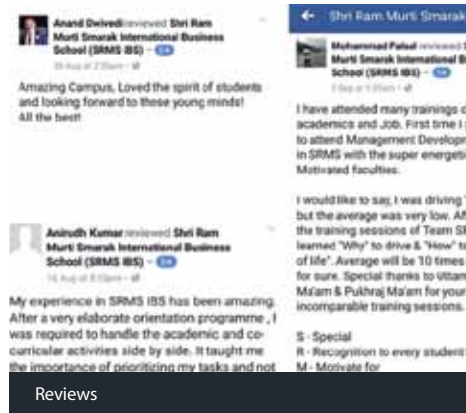 Anand Dwivedi reviewed Shri Ram
Murti Smarak International Business
School (SRMS IBS) –
Amazing Campus, Loved the spirit of students
and looking forward to these young minds!
All the best!
Anirudh Kumar reviewed Shri Ram
Murti Smarak International Business
School (SRMS IBS) –
My experience in SRMS IBS has been amazing.
After a very elaborate orientation programme , I
was required to handle the academic and co-
curricular activities side by side. It taught me
the importance of prioritizing my tasks and not
Shri Ram Murti Smarak
Muhammad Faisal reviewed
Murti Smarak International B
School (SRMS IBS) –
I have attended many trainings
academics and Job. First time I
to attend Management Develop
in SRMS with the super energeti
Motivated faculties.
I would like to say, I was driving
but the average was very low. Af
the training sessions of Team S
learned "Why" to drive & "How" to
of life". Average will be 10 times
for sure. Special thanks to Uttam
Ma'am & Pukhraj Ma'am for your
incomparable training sessions.
S - Special
R - Recognition to every student
M - Motivate for
Reviews